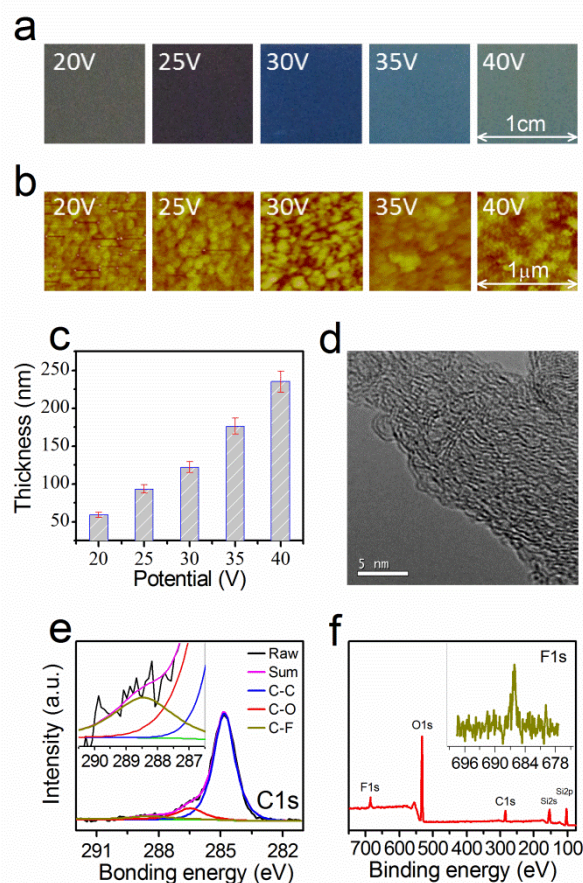 a
20V 25V 30V 35V 40V
1cm
b
20V 25V 30V 35V 40V
1μm
c
Thickness (nm)
250
200
150
100
50
20 25 30 35 40
Potential (V)
d
5 nm
e
Intensity (a.u.)
290 289 288 287
Raw
Sum
C-C
C-O
C-F
C1s
291 288 285 282
Binding energy (eV)
f
F1s
696 690 684 678
O1s
F1s
C1s
Si2s
Si2p
700 600 500 400 300 200 100
Binding energy (eV)